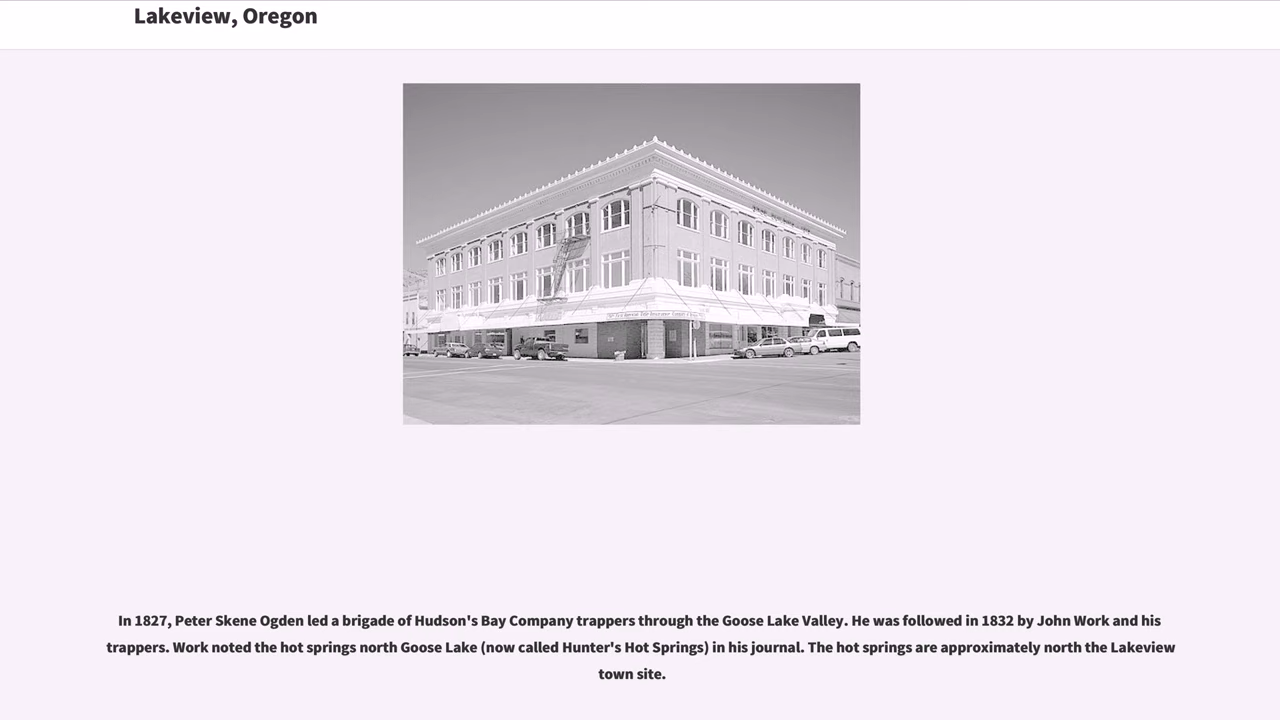 Lakeview, Oregon
In 1827, Peter Skene Ogden led a brigade of Hudson's Bay Company trappers through the Goose Lake Valley. He was followed in 1832 by John Work and his
trappers. Work noted the hot springs north Goose Lake (now called Hunter's Hot Springs) in his journal. The hot springs are approximately north the Lakeview
town site.